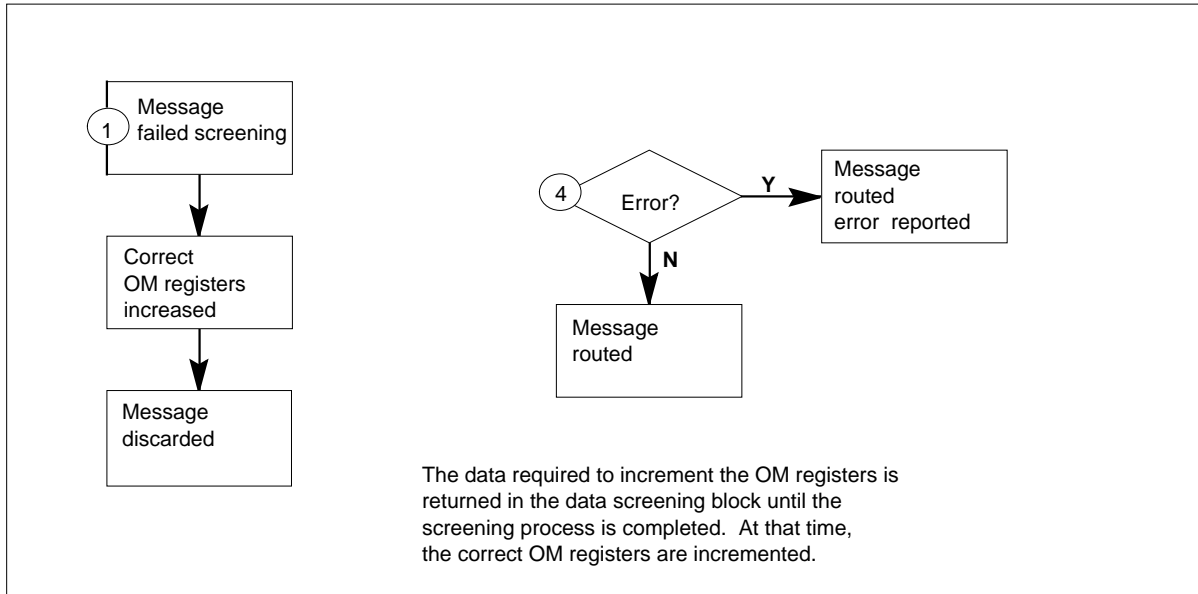 1
Message
failed screening
Correct
OM registers
increased
Message
discarded
4
Error?
Y
Message
routed
error reported
N
Message
routed
The data required to increment the OM registers is
returned in the data screening block until the
screening process is completed. At that time,
the correct OM registers are incremented.